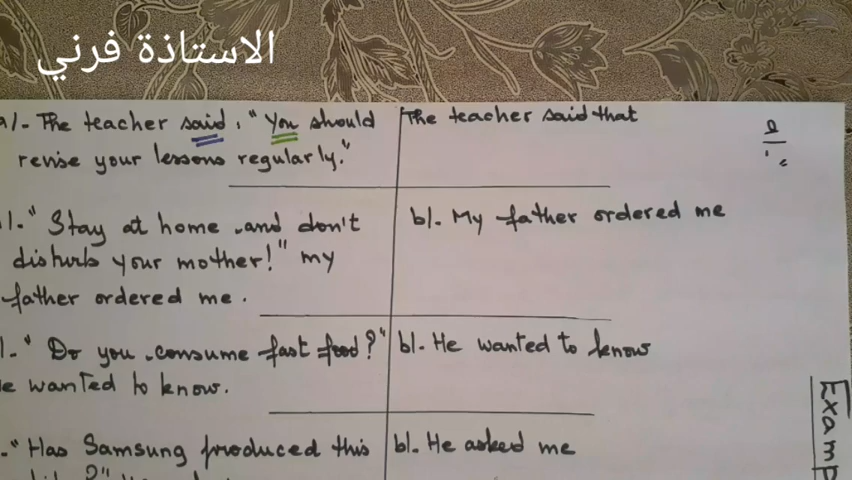 الاستاذة فرني
a/- The teacher said: "You should
revise your lessons regularly."
The teacher said that
"Stay at home and don't
disturb your mother!" my
father ordered me.
b/. My father ordered me
"Do you consume fast food?"
wanted to know.
b/. He wanted to know
"Has Samsung produced this
b/. He asked me